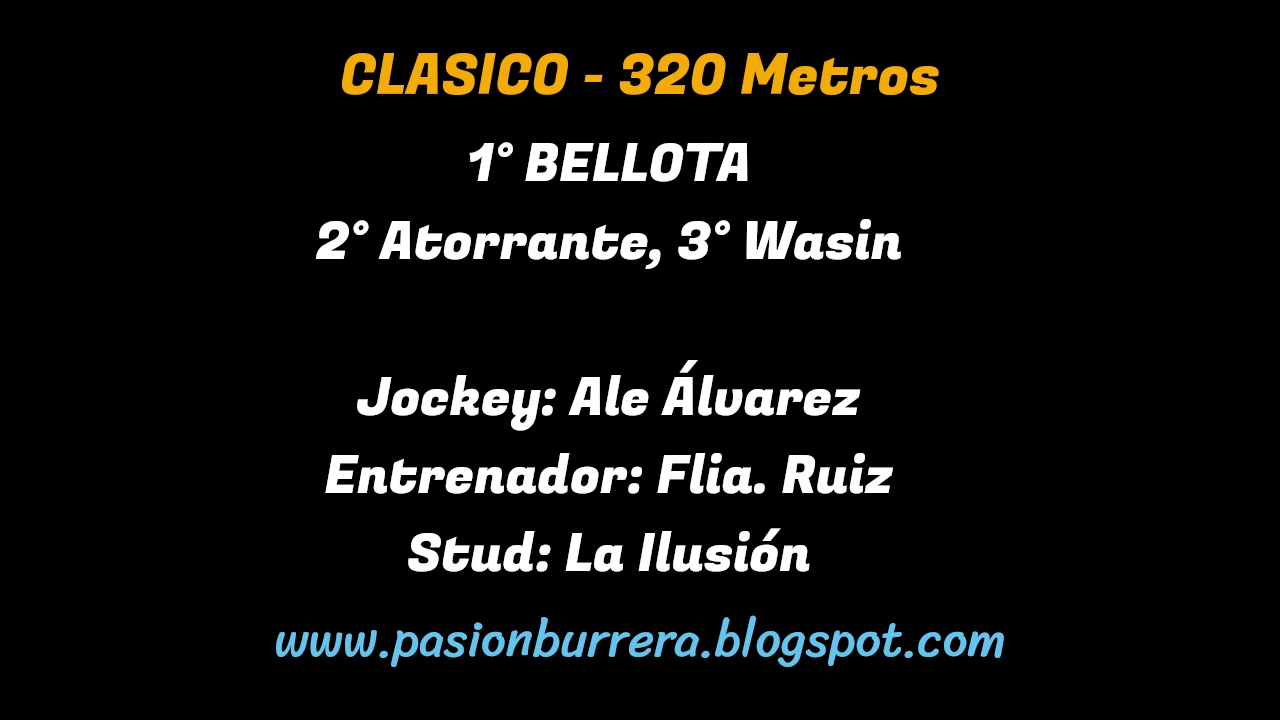 CLASICO - 320 Metros
1° BELLOTA
2° Atorrante, 3° Wasin
Jockey: Ale Álvarez
Entrenador: Flia. Ruiz
Stud: La Ilusión
www.pasionburrera.blogspot.com